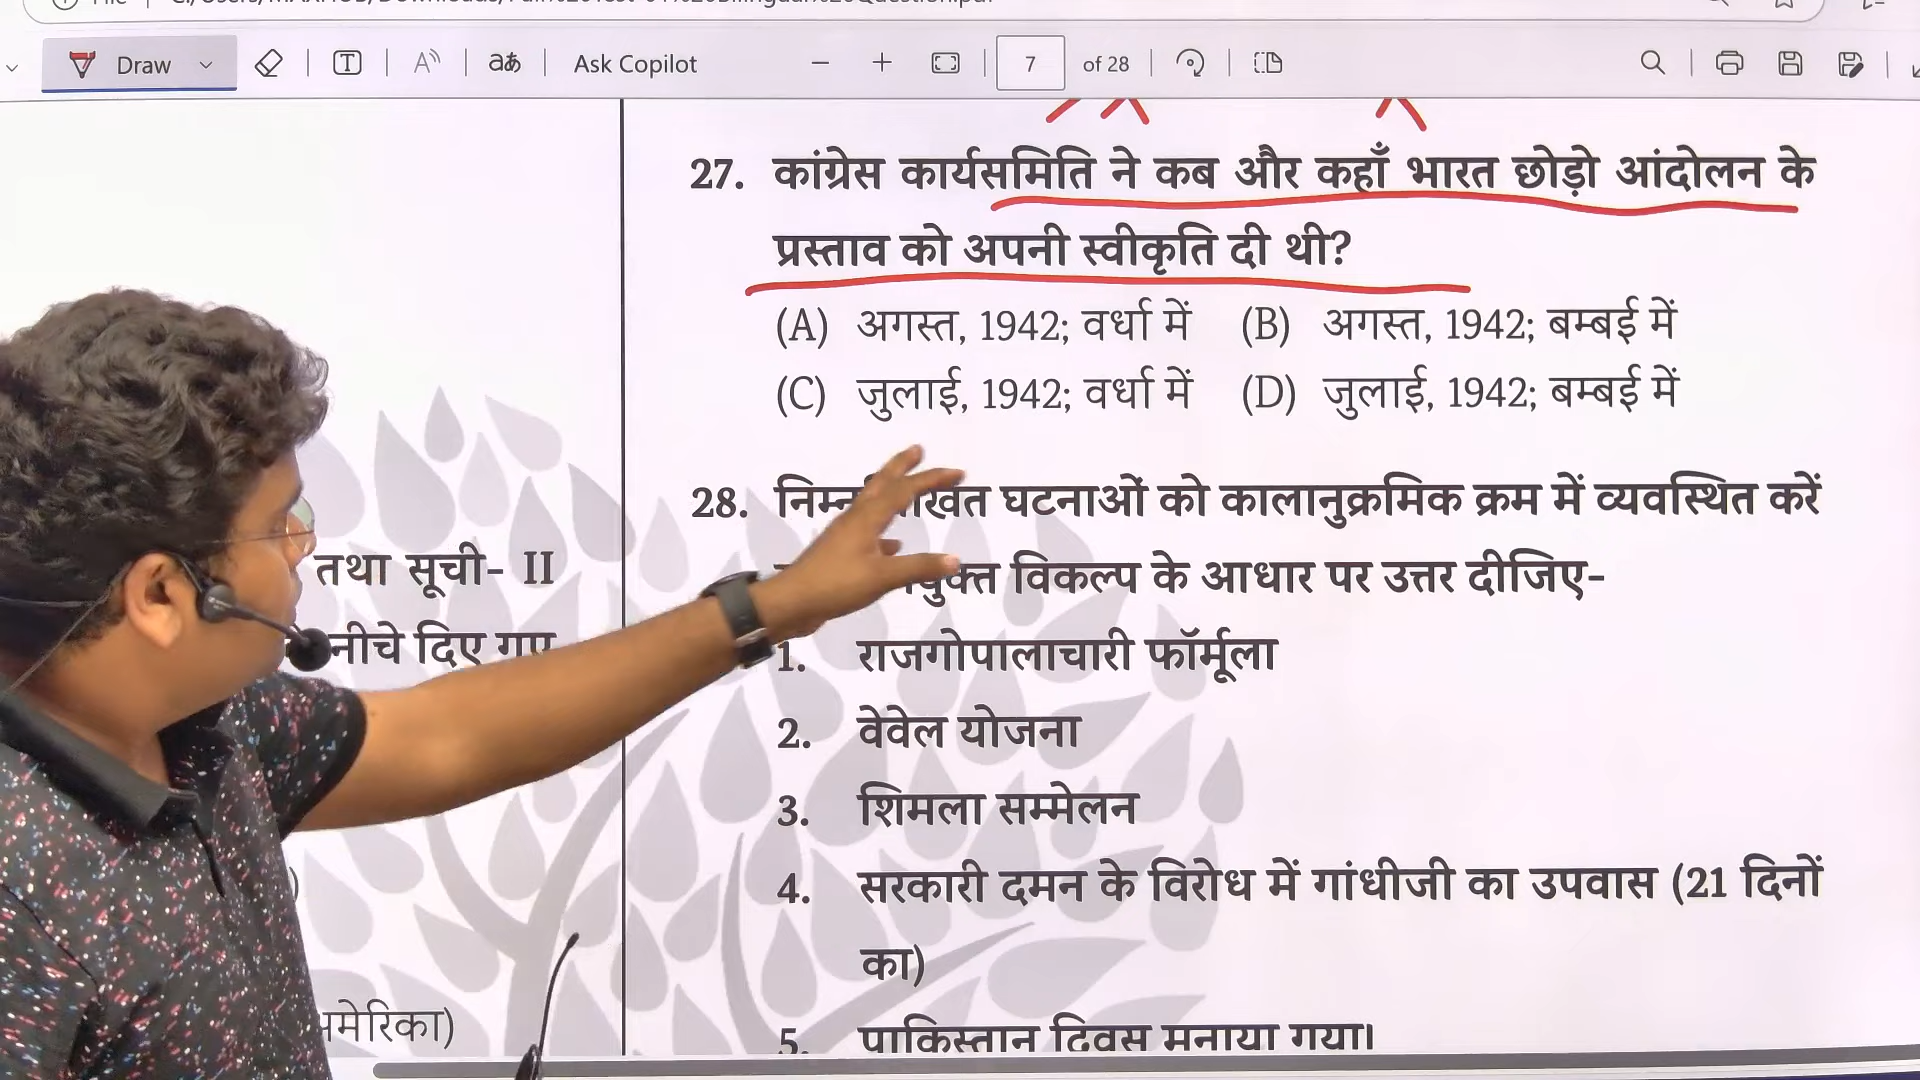 Draw
Ask Copilot
7 of 28
27. कांग्रेस कार्यसमिति ने कब और कहाँ भारत छोड़ो आंदोलन के
प्रस्ताव को अपनी स्वीकृति दी थी?
(A) अगस्त, 1942; वर्धा में (B) अगस्त, 1942; बम्बई में
(C) जुलाई, 1942; वर्धा में (D) जुलाई, 1942; बम्बई में
28. घटनाओं को कालानुक्रमिक क्रम में व्यवस्थित करें
विकल्प के आधार पर उत्तर दीजिए-
1. राजगोपालाचारी फॉर्मूला
2. वेवेल योजना
3. शिमला सम्मेलन
4. सरकारी दमन के विरोध में गांधीजी का उपवास (21 दिनों
का)
5. पाकिस्तान दिवस मनाया गया।
तथा सूची- II
नीचे दिए गए